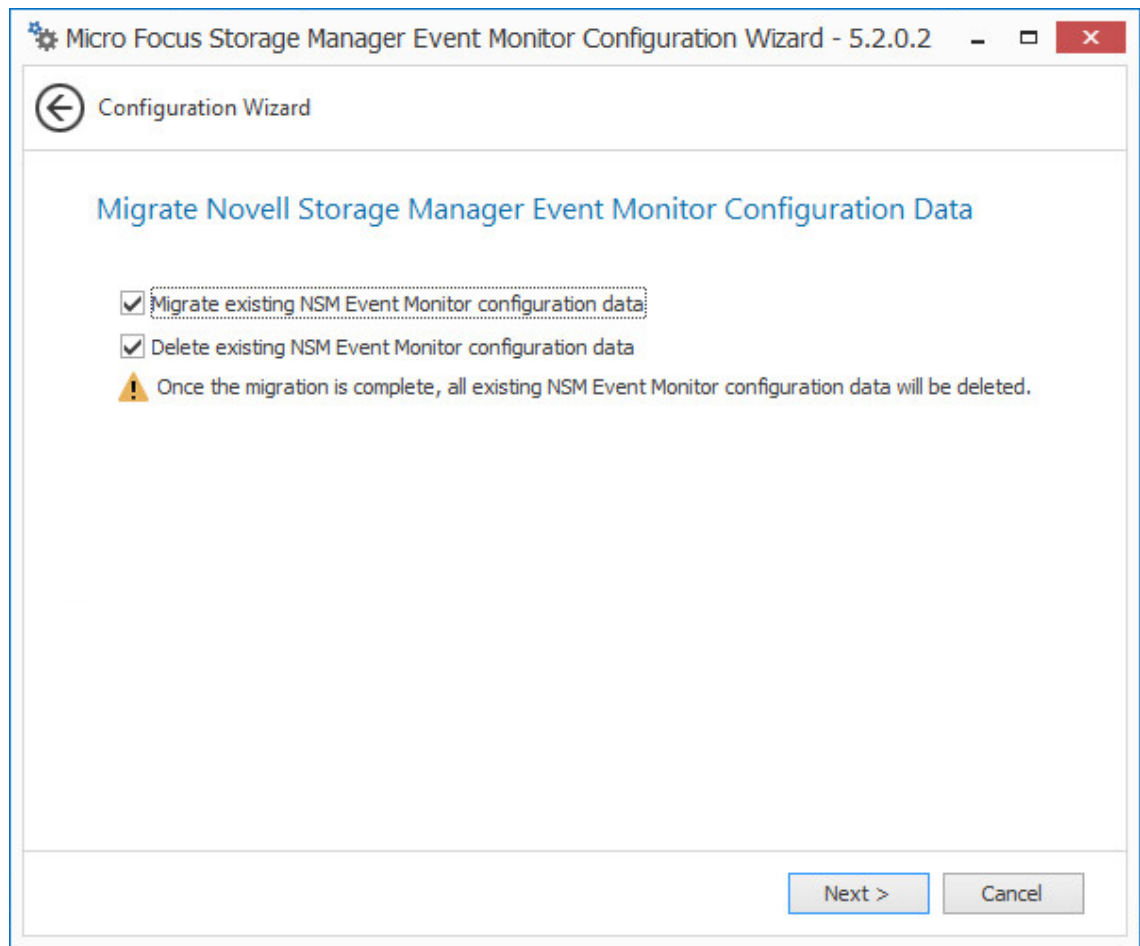 Micro Focus Storage Manager Event Monitor Configuration Wizard - 5.2.0.2
Configuration Wizard
Migrate Novell Storage Manager Event Monitor Configuration Data
Migrate existing NSM Event Monitor configuration data
Delete existing NSM Event Monitor configuration data
Once the migration is complete, all existing NSM Event Monitor configuration data will be deleted.
Next > Cancel